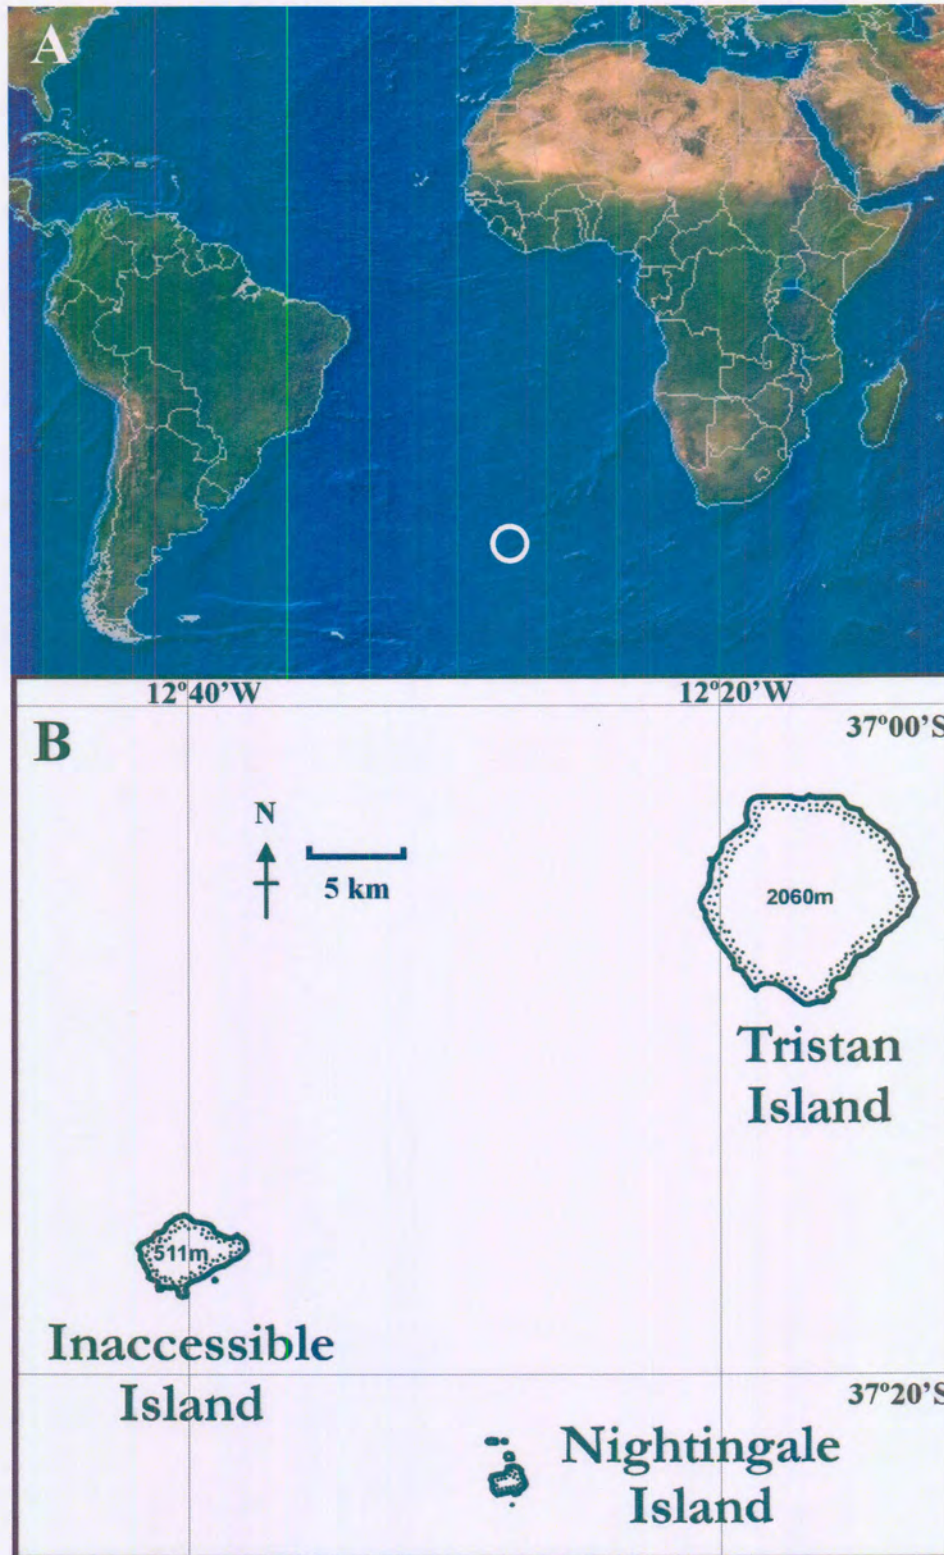 A
12°40'W
12°20'W
37°00'S
B
N
5 km
2060m
Tristan
Island
511m
Inaccessible
Island
37°20'S
Nightingale
Island